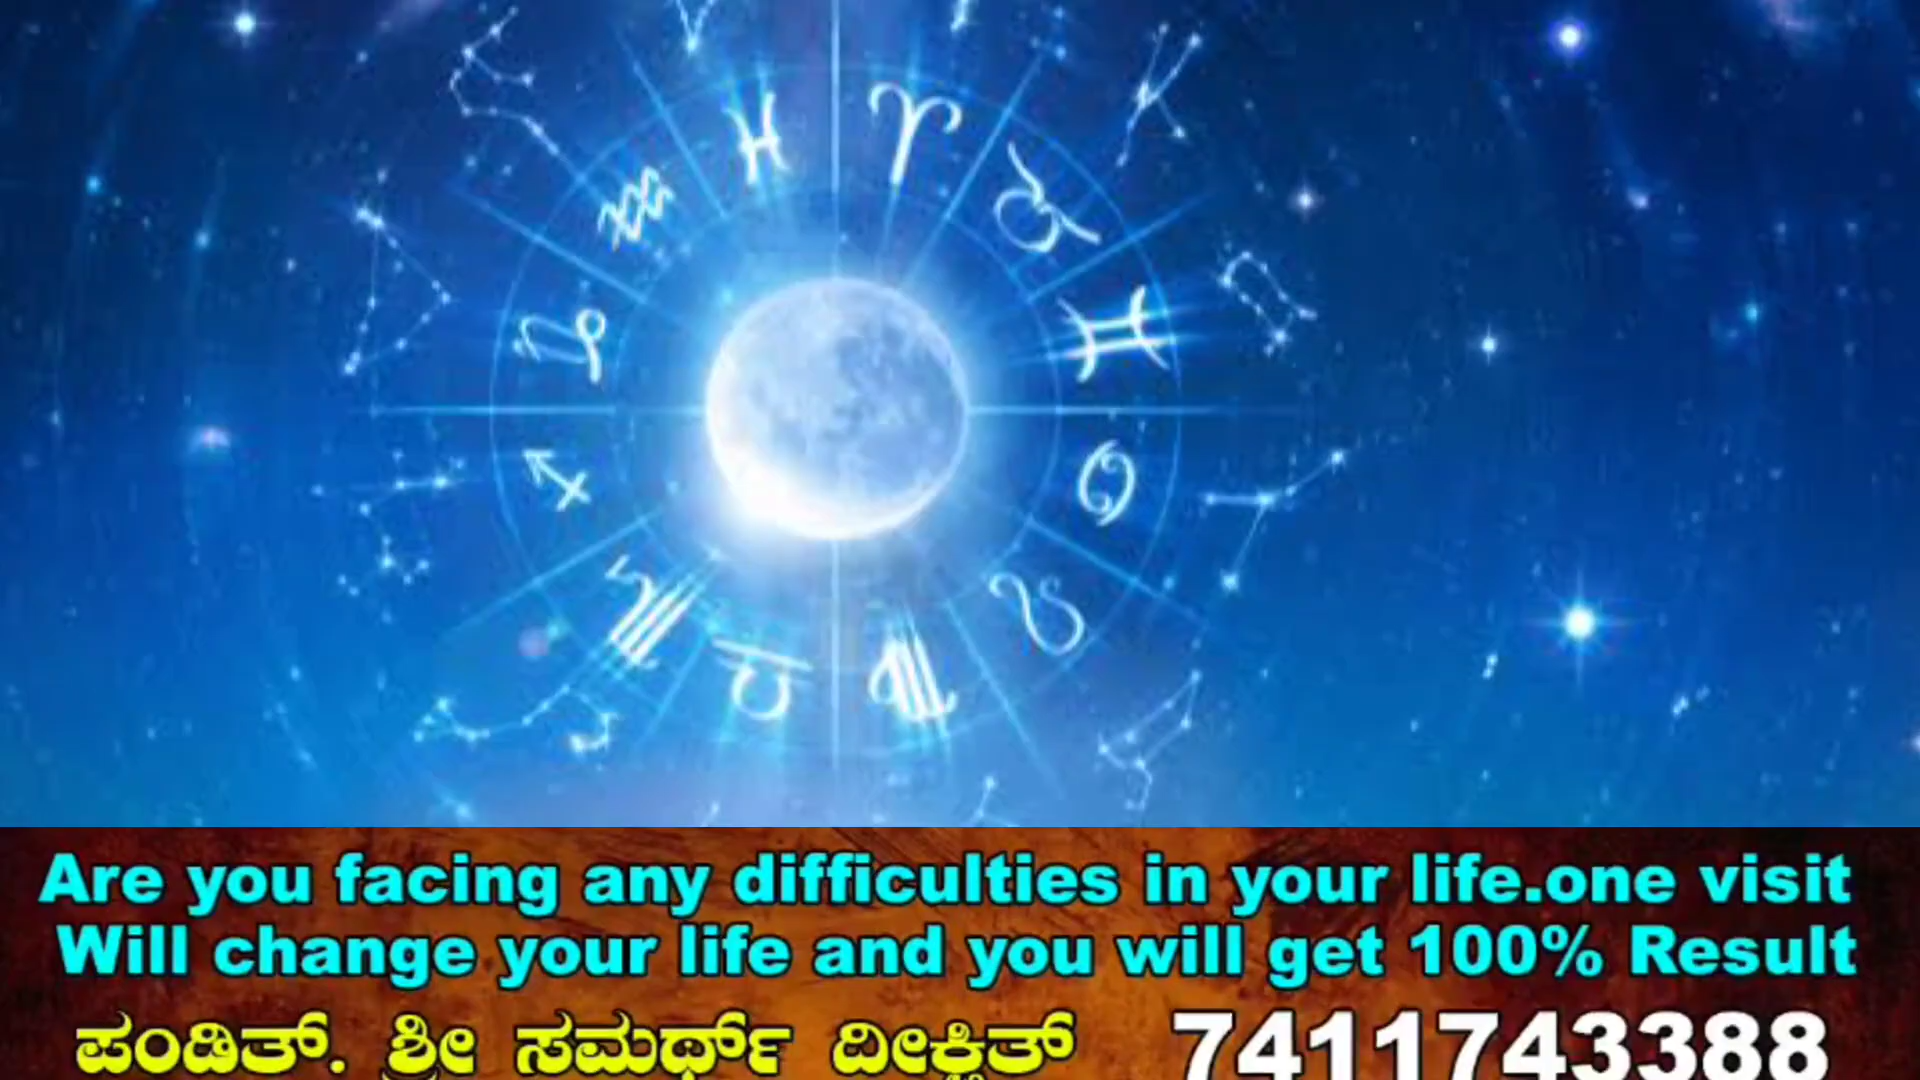 Are you facing any difficulties in your life.one visit
Will change your life and you will get 100% Result
ಪಂಡಿತ್. ಶ್ರೀ ಸಮರ್ಥ್ ದೀಕ್ಷಿತ್ 7411743388